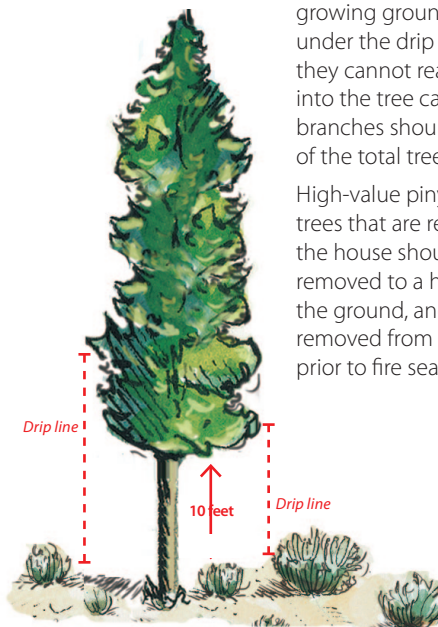 growing groun
under the drip
they cannot rea
into the tree ca
branches shou
of the total tree
High-value piny
trees that are re
the house shou
removed to a h
the ground, an
removed from
prior to fire sea
Drip line
10 feet
Drip line